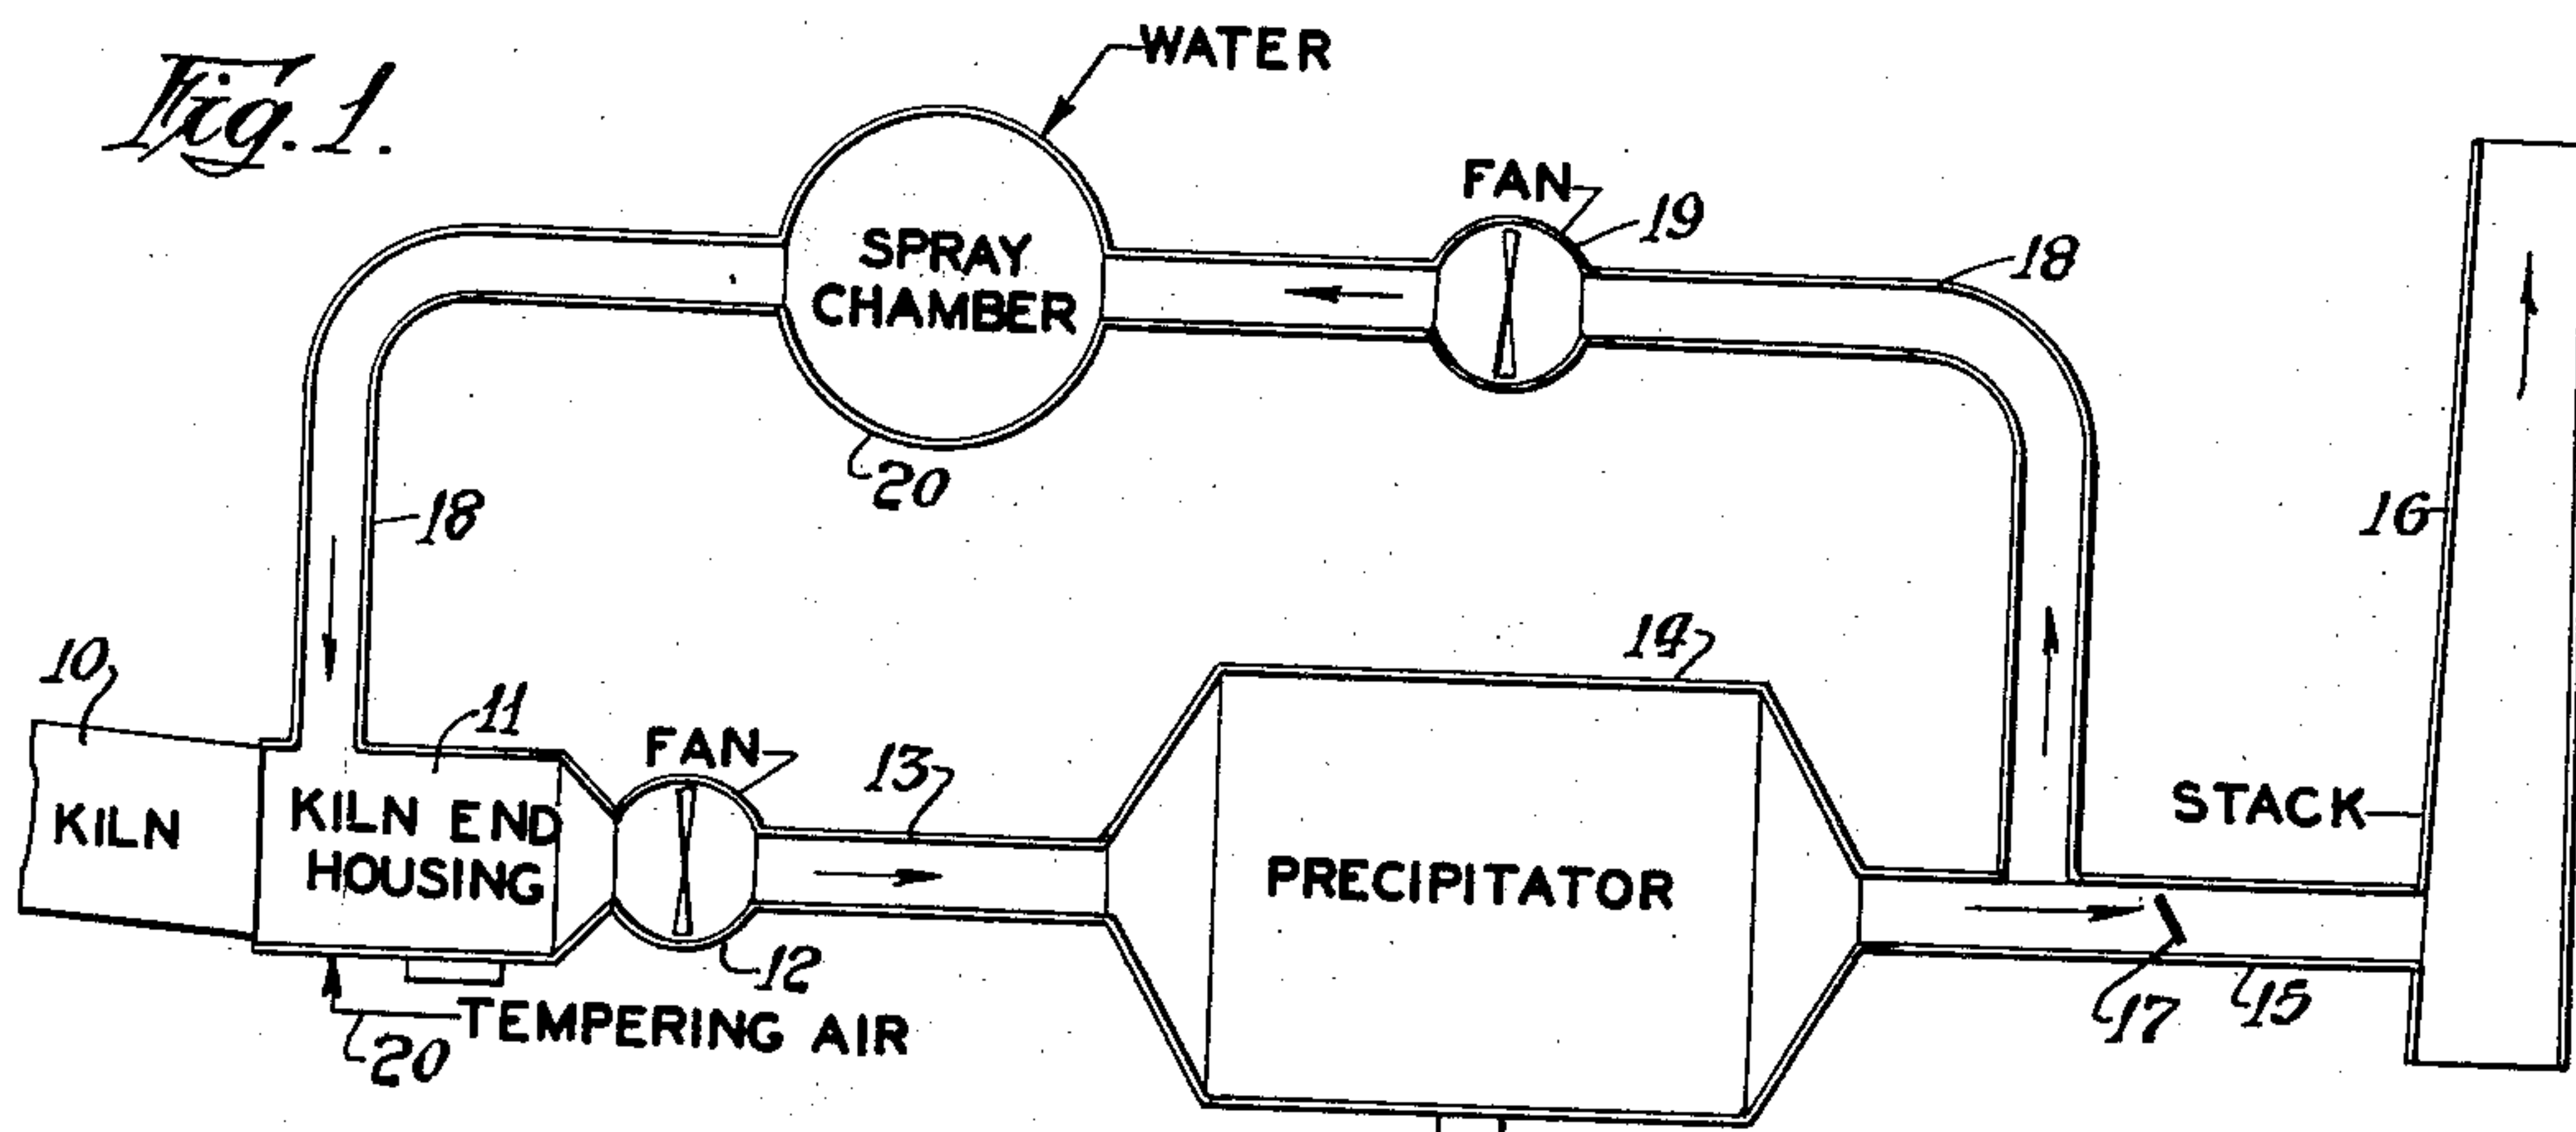 Fig. 1.
WATER
FAN
19
18
SPRAY
CHAMBER
20
18
16
10
11
14
FAN
13
KILN
KILN END
HOUSING
PRECIPITATOR
STACK
12
17
15
TEMPERING AIR
20